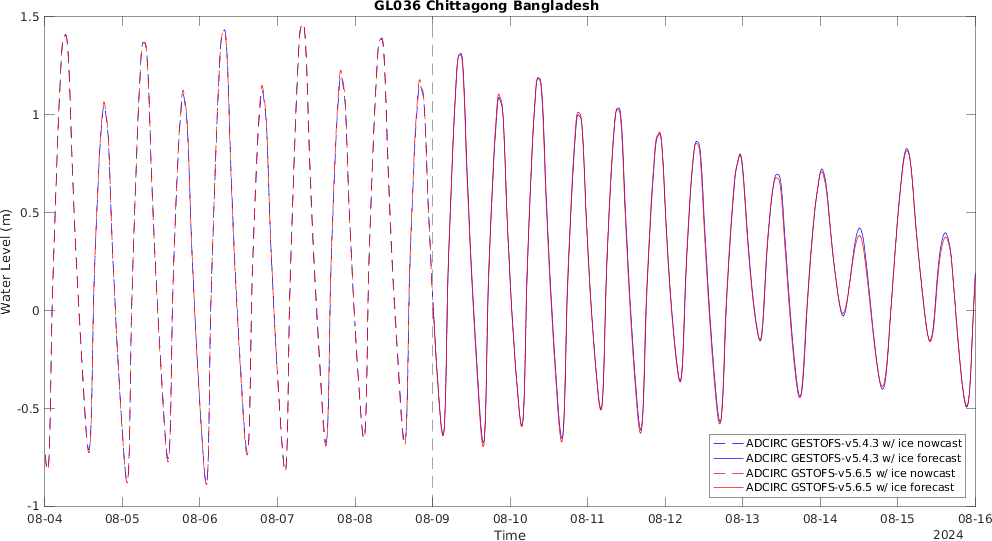 GL036 Chittagong Bangladesh
1.5
1
0.5
0
-0.5
-1
Water Level (m)
ADCIRC GESTOFS-v5.4.3 w/ ice nowcast
ADCIRC GESTOFS-v5.4.3 w/ ice forecast
ADCIRC GSTOFS-v5.6.5 w/ ice nowcast
ADCIRC GSTOFS-v5.6.5 w/ ice forecast
08-04 08-05 08-06 08-07 08-08 08-09 08-10 08-11 08-12 08-13 08-14 08-15 08-16
Time
2024